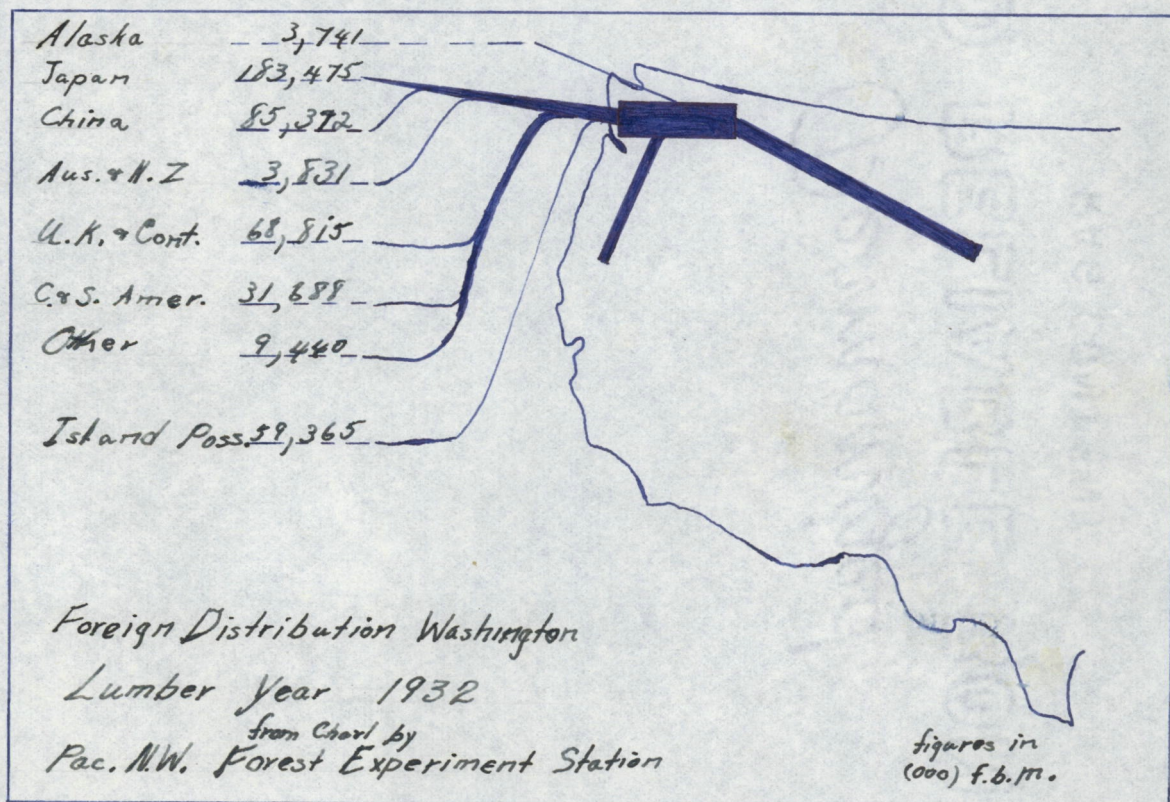 Alaska 3,741
Japan 183,475
China 85,372
Aus. & N.Z 3,831
U.K. & Cont. 68,815
C. & S. Amer. 31,688
Other 9,440
Island Poss. 59,365
Foreign Distribution Washington
Lumber Year 1932
from Chart by
Pac. N.W. Forest Experiment Station
figures in
(000) f.b.m.